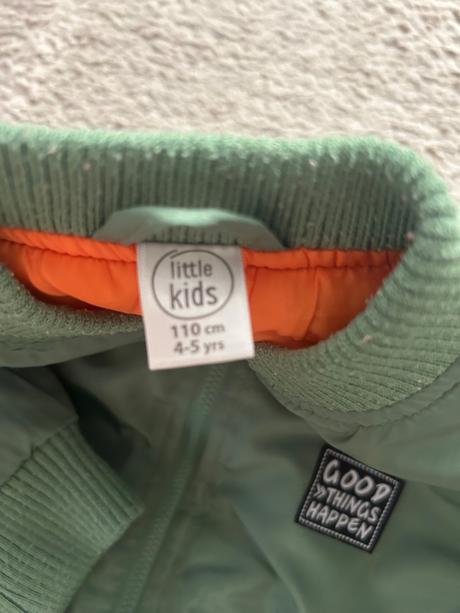 little
kids
110 cm
4-5 yrs
GOOD
»THINGS
HAPPEN